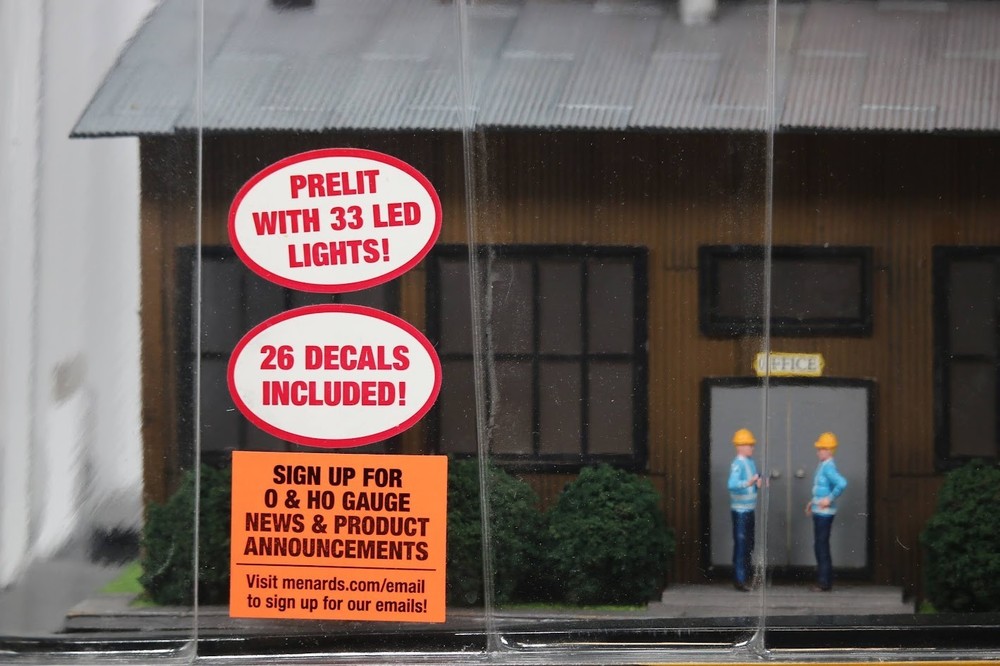 PRELIT
WITH 33 LED
LIGHTS!
26 DECALS
INCLUDED!
SIGN UP FOR
O & HO GAUGE
NEWS & PRODUCT
ANNOUNCEMENTS
Visit menards.com/email
to sign up for our emails!
OFFICE